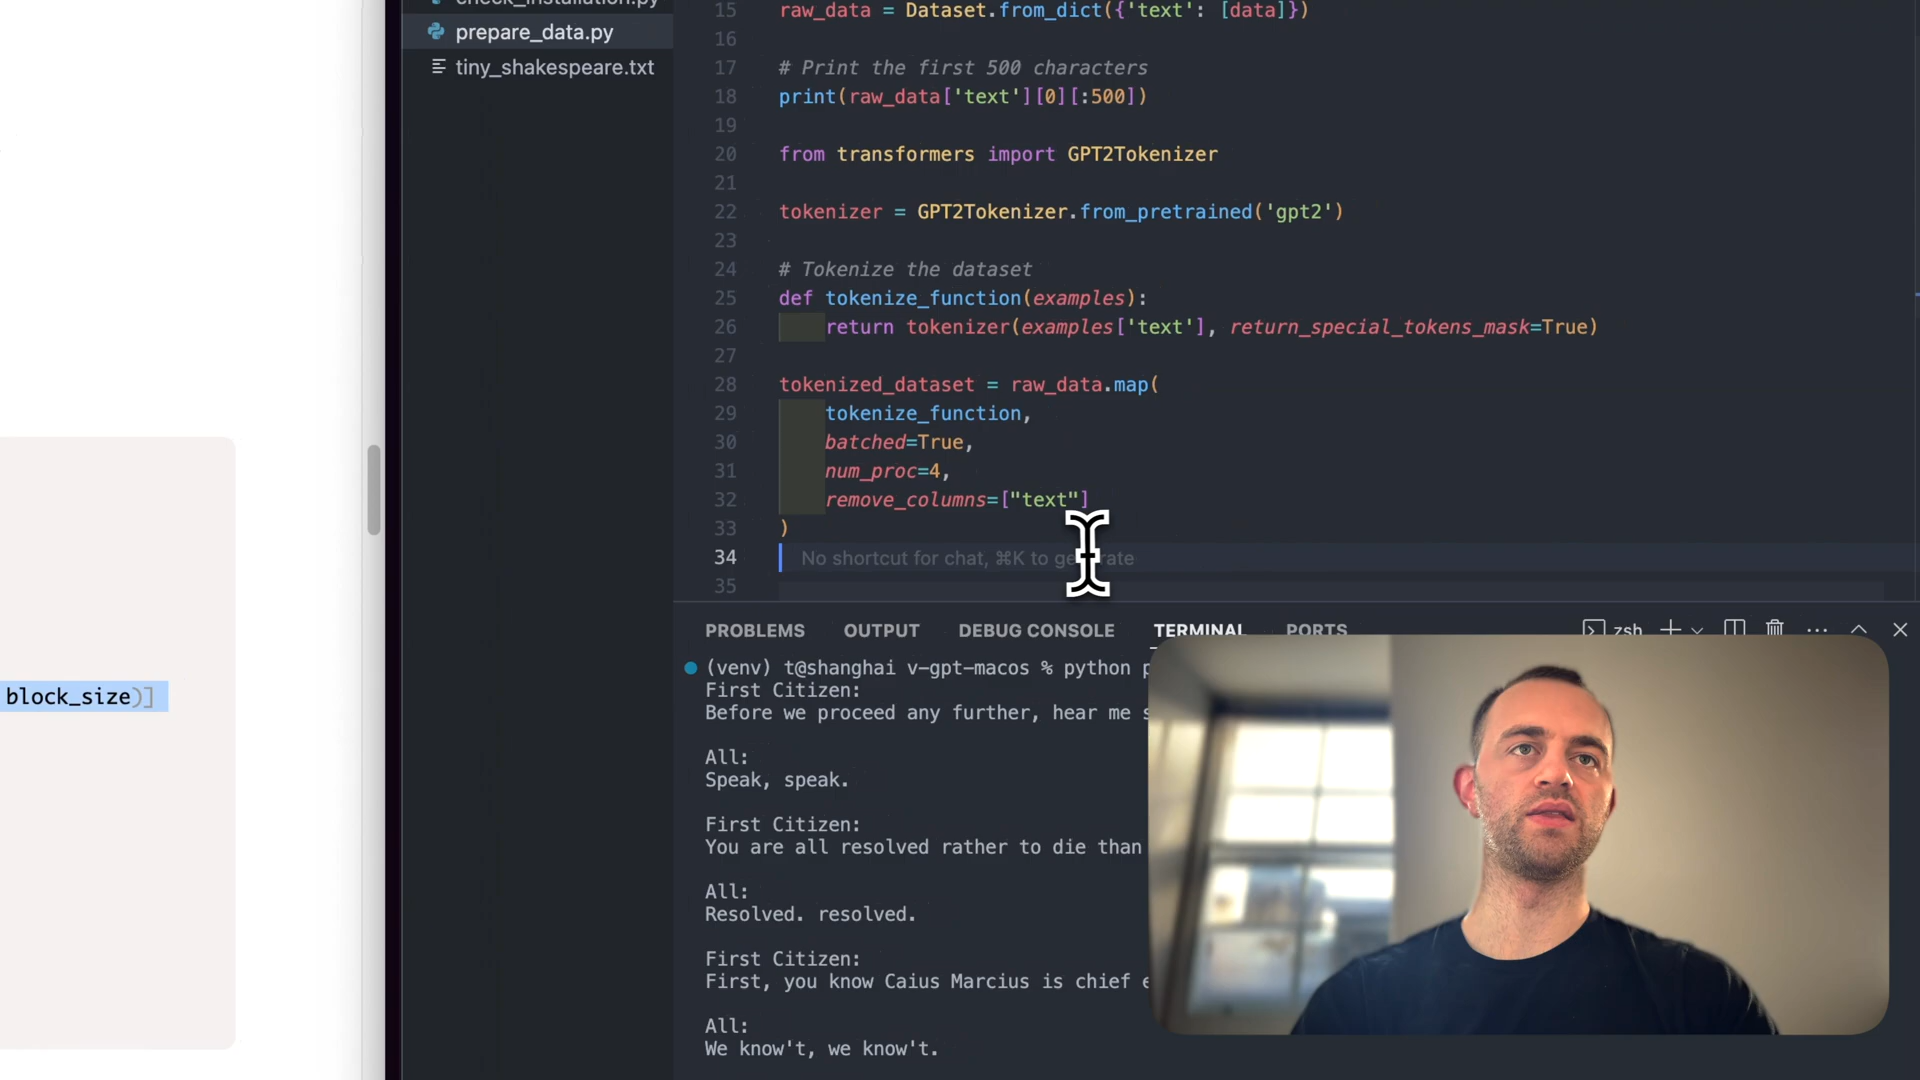 check_installation.py
prepare_data.py
tiny_shakespeare.txt
block_size)]
15 raw_data = Dataset.from_dict({'text': [data]})
16
17 # Print the first 500 characters
18 print(raw_data['text'][0][:500])
19
20 from transformers import GPT2Tokenizer
21
22 tokenizer = GPT2Tokenizer.from_pretrained('gpt2')
23
24 # Tokenize the dataset
25 def tokenize_function(examples):
26 return tokenizer(examples['text'], return_special_tokens_mask=True)
27
28 tokenized_dataset = raw_data.map(
29 tokenize_function,
30 batched=True,
31 num_proc=4,
32 remove_columns=["text"]
33 )
34 No shortcut for chat, ⌘K to generate
35
PROBLEMS OUTPUT DEBUG CONSOLE TERMINAL PORTS zsh
(venv) t@shanghai v-gpt-macos % python p
First Citizen:
Before we proceed any further, hear me s
All:
Speak, speak.
First Citizen:
You are all resolved rather to die than
All:
Resolved. resolved.
First Citizen:
First, you know Caius Marcius is chief e
All:
We know't, we know't.